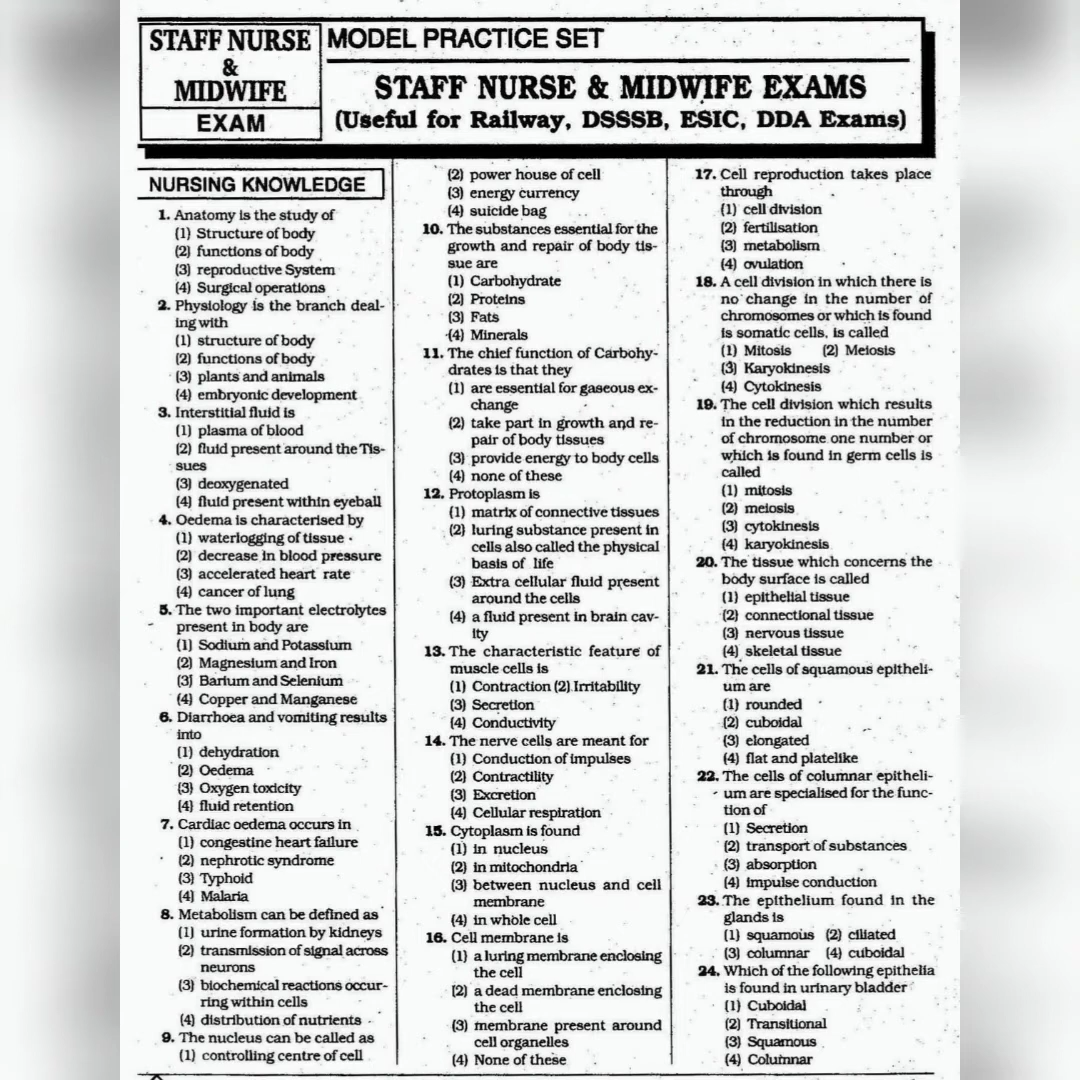 STAFF NURSE
&
MIDWIFE
EXAM
MODEL PRACTICE SET
STAFF NURSE & MIDWIFE EXAMS
(Useful for Railway, DSSSB, ESIC, DDA Exams)
NURSING KNOWLEDGE
1. Anatomy is the study of
(1) Structure of body
(2) functions of body
(3) reproductive System
(4) Surgical operations
2. Physiology is the branch deal-
ing with
(1) structure of body
(2) functions of body
(3) plants and animals
(4) embryonic development
3. Interstitial fluid is
(1) plasma of blood
(2) fluid present around the Tis-
sues
(3) deoxygenated
(4) fluid present within eyeball
4. Oedema is characterised by
(1) waterlogging of tissue
(2) decrease in blood pressure
(3) accelerated heart rate
(4) cancer of lung
5. The two important electrolytes
present in body are
(1) Sodium and Potassium
(2) Magnesium and Iron
(3) Barium and Selenium
(4) Copper and Manganese
6. Diarrhoea and vomiting results
into
(1) dehydration
(2) Oedema
(3) Oxygen toxicity
(4) fluid retention
7. Cardiac oedema occurs in
(1) congestine heart failure
(2) nephrotic syndrome
(3) Typhoid
(4) Malaria
8. Metabolism can be defined as
(1) urine formation by kidneys
(2) transmission of signal across
neurons
(3) biochemical reactions occur-
ring within cells
(4) distribution of nutrients
9. The nucleus can be called as
(1) controlling centre of cell
(2) power house of cell
(3) energy currency
(4) suicide bag
10. The substances essential for the
growth and repair of body tis-
sue are
(1) Carbohydrate
(2) Proteins
(3) Fats
(4) Minerals
11. The chief function of Carbohy-
drates is that they
(1) are essential for gaseous ex-
change
(2) take part in growth and re-
pair of body tissues
(3) provide energy to body cells
(4) none of these
12. Protoplasm is
(1) matrix of connective tissues
(2) luring substance present in
cells also called the physical
basis of life
(3) Extra cellular fluid present
around the cells
(4) a fluid present in brain cav-
ity
13. The characteristic feature of
muscle cells is
(1) Contraction (2) Irritability
(3) Secretion
(4) Conductivity
14. The nerve cells are meant for
(1) Conduction of impulses
(2) Contractility
(3) Excretion
(4) Cellular respiration
15. Cytoplasm is found
(1) in nucleus
(2) in mitochondria
(3) between nucleus and cell
membrane
(4) in whole cell
16. Cell membrane is
(1) a luring membrane enclosing
the cell
(2) a dead membrane enclosing
the cell
(3) membrane present around
cell organelles
(4) None of these
17. Cell reproduction takes place
through
(1) cell division
(2) fertilisation
(3) metabolism
(4) ovulation
18. A cell division in which there is
no change in the number of
chromosomes or which is found
is somatic cells, is called
(1) Mitosis (2) Meiosis
(3) Karyokinesis
(4) Cytokinesis
19. The cell division which results
in the reduction in the number
of chromosome one number or
which is found in germ cells is
called
(1) mitosis
(2) meiosis
(3) cytokinesis
(4) karyokinesis
20. The tissue which concerns the
body surface is called
(1) epithelial tissue
(2) connectional tissue
(3) nervous tissue
(4) skeletal tissue
21. The cells of squamous epitheli-
um are
(1) rounded
(2) cuboidal
(3) elongated
(4) flat and platelike
22. The cells of columnar epitheli-
um are specialised for the func-
tion of
(1) Secretion
(2) transport of substances
(3) absorption
(4) impulse conduction
23. The epithelium found in the
glands is
(1) squamous (2) ciliated
(3) columnar (4) cuboidal
24. Which of the following epithelia
is found in urinary bladder
(1) Cuboidal
(2) Transitional
(3) Squamous
(4) Columnar